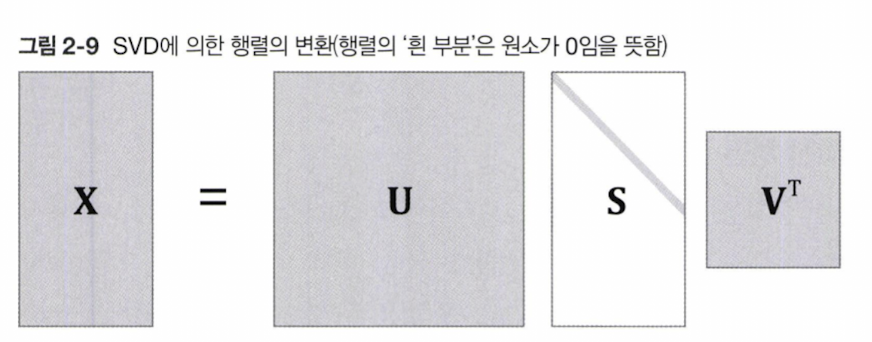 그림 2-9 SVD에 의한 행렬의 변환(행렬의 '흰 부분'은 원소가 0임을 뜻함)
X = U S Vᵀ